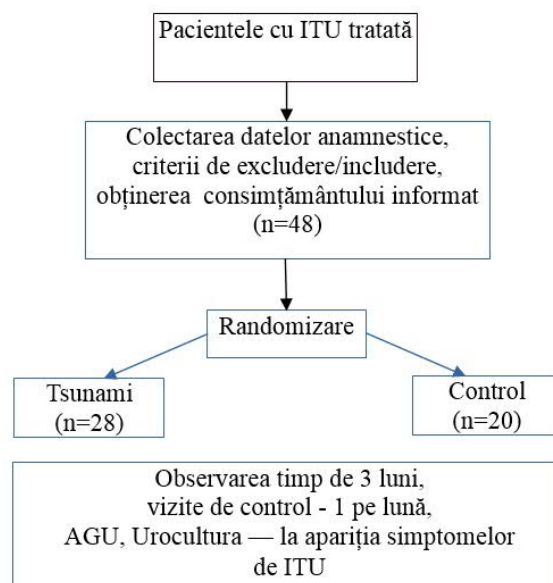 Pacientele cu ITU tratată
Colectarea datelor anamnestice,
criterii de excludere/includere,
obținerea consimțământului informat
(n=48)
Randomizare
Tsunami
(n=28)
Control
(n=20)
Observarea timp de 3 luni,
vizite de control - 1 pe lună,
AGU, Urocultura — la apariția simptomelor
de ITU